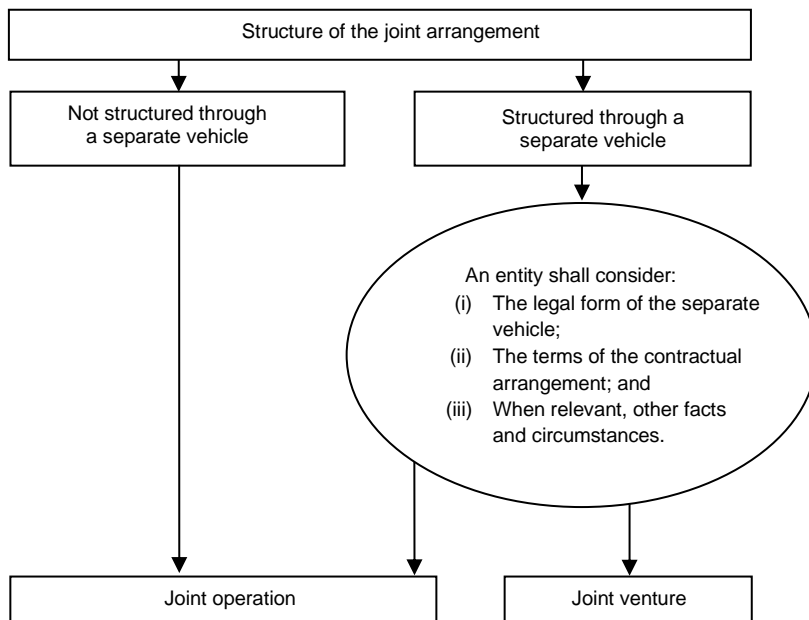 Structure of the joint arrangement
Not structured through
a separate vehicle
Structured through a
separate vehicle
An entity shall consider:
(i) The legal form of the separate
vehicle;
(ii) The terms of the contractual
arrangement; and
(iii) When relevant, other facts
and circumstances.
Joint operation
Joint venture